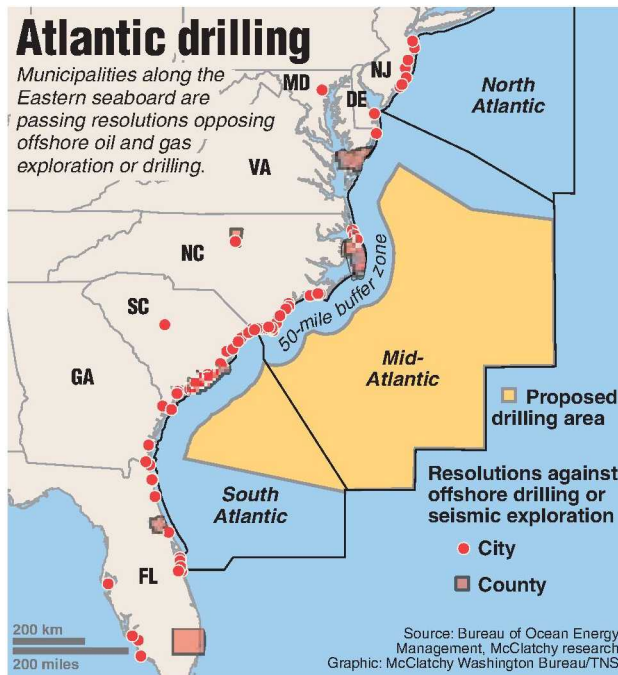 Atlantic drilling
Municipalities along the
Eastern seaboard are
passing resolutions opposing
offshore oil and gas
exploration or drilling.
MD
NJ
DE
North
Atlantic
VA
NC
SC
GA
50-mile buffer zone
Mid-
Atlantic
Proposed
drilling area
South
Atlantic
Resolutions against
offshore drilling or
seismic exploration
City
County
FL
200 km
200 miles
Source: Bureau of Ocean Energy
Management, McClatchy research
Graphic: McClatchy Washington Bureau/TNS